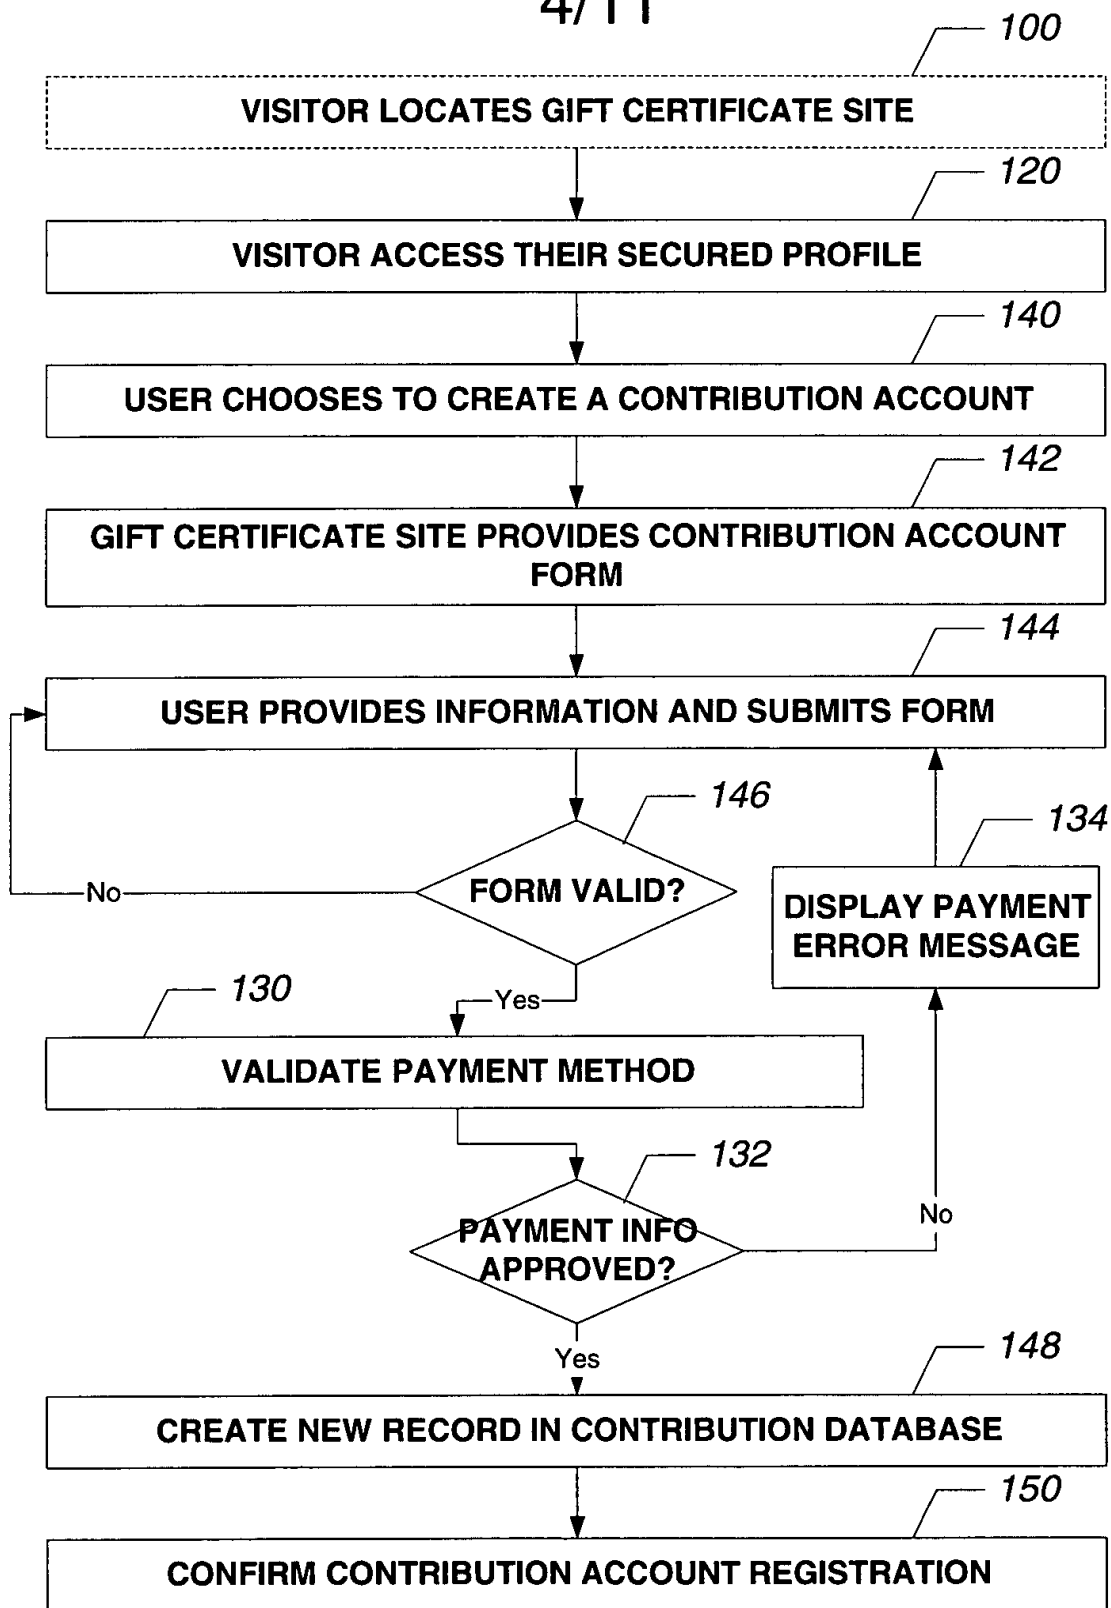 4/11
100
VISITOR LOCATES GIFT CERTIFICATE SITE
120
VISITOR ACCESS THEIR SECURED PROFILE
140
USER CHOOSES TO CREATE A CONTRIBUTION ACCOUNT
142
GIFT CERTIFICATE SITE PROVIDES CONTRIBUTION ACCOUNT
FORM
144
USER PROVIDES INFORMATION AND SUBMITS FORM
146
134
FORM VALID?
No
DISPLAY PAYMENT
ERROR MESSAGE
130
Yes
VALIDATE PAYMENT METHOD
132
PAYMENT INFO
APPROVED?
No
Yes
148
CREATE NEW RECORD IN CONTRIBUTION DATABASE
150
CONFIRM CONTRIBUTION ACCOUNT REGISTRATION